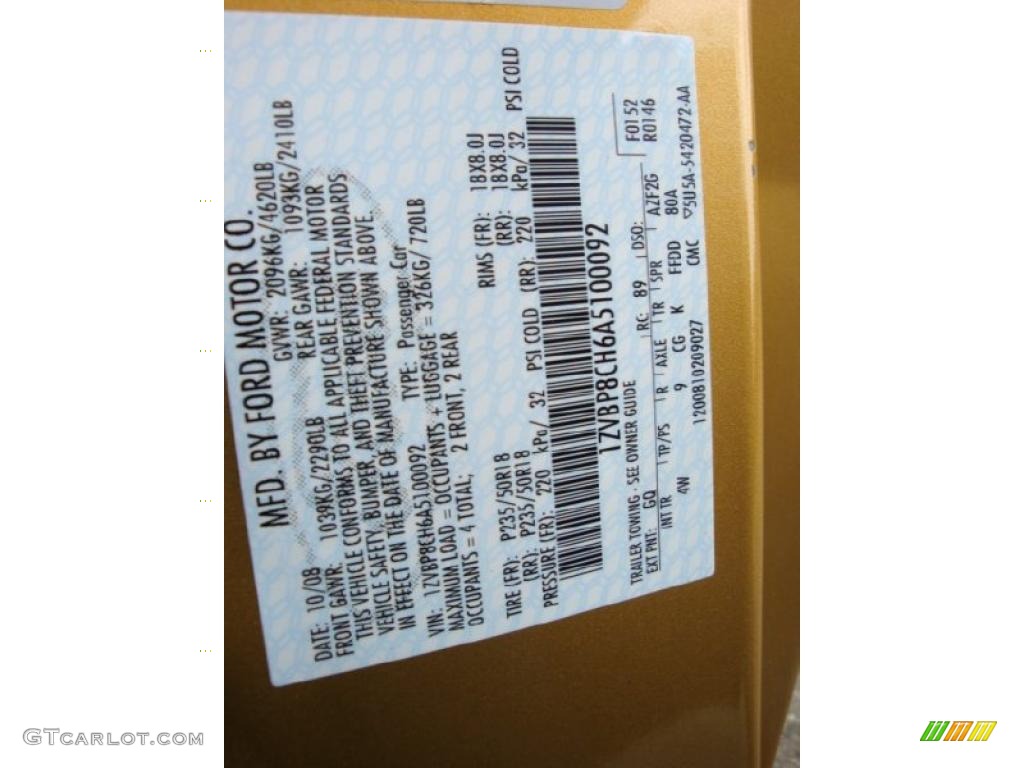 MFD. BY FORD MOTOR CO.
DATE: 10/08 GVWR: 2096KG/4620LB
FRONT GAWR: 1039KG/2290LB REAR GAWR: 1093KG/2410LB
THIS VEHICLE CONFORMS TO ALL APPLICABLE FEDERAL MOTOR
VEHICLE SAFETY, BUMPER, AND THEFT PREVENTION STANDARDS
IN EFFECT ON THE DATE OF MANUFACTURE SHOWN ABOVE.
VIN: 1ZVBP8CH6A5100092 TYPE: Passenger Car
MAXIMUM LOAD = OCCUPANTS + LUGGAGE = 326KG/ 720LB
OCCUPANTS = 4 TOTAL; 2 FRONT, 2 REAR
TIRE (FR): P235/50R18 RIMS (FR): 18X8.0J
(RR): P235/50R18 (RR): 18X8.0J
PRESSURE (FR): 220 kPa/ 32 PSI COLD (RR): 220 kPa/ 32 PSI COLD
1ZVBP8CH6A5100092
TRAILER TOWING - SEE OWNER GUIDE F0152
EXT PNT: GQ RC: 89 DSO: R0146
INT TR TP/PS R AXLE TR SPR AZF2G
4W 9 CG K FFDD 80A
120081020902​7 CMC 5U5A-5420472-AA
GTCARLOT.COM